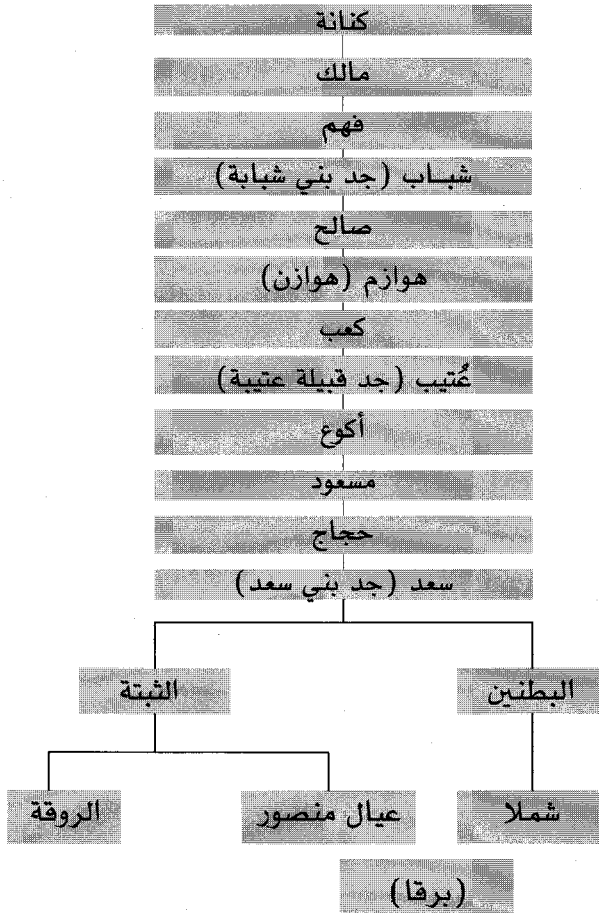 كنانة
مالك
فهم
شباب (جد بني شبابة)
صالح
هوازم (هوازن)
كعب
عُتيب (جد قبيلة عتيبة)
أكوع
مسعود
حجاج
سعد (جد بني سعد)
البطنين
الثبتة
شملا
عيال منصور
الروقة
(برقا)